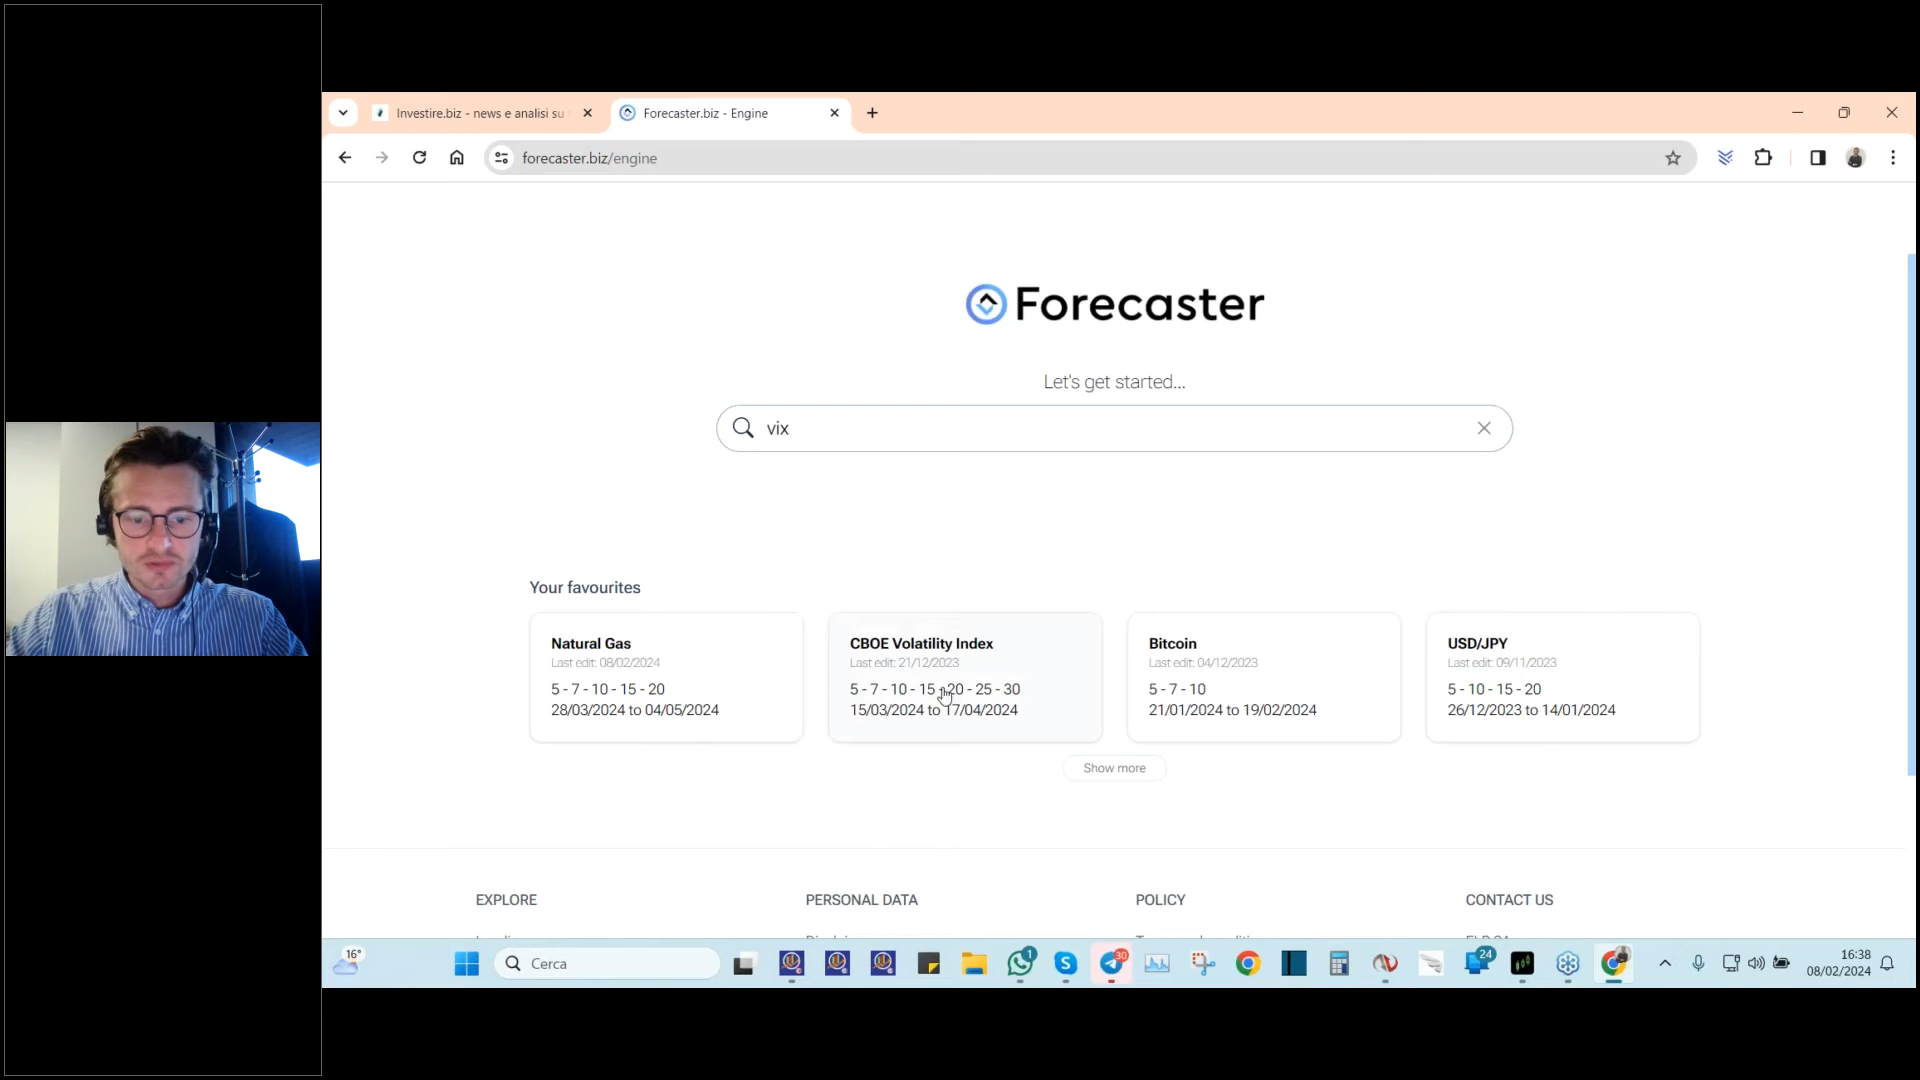 Investire.biz - news e analisi su
Forecaster.biz - Engine
forecaster.biz/engine
Forecaster
Let's get started...
vix
Your favourites
Natural Gas
Last edit: 08/02/2024
5 - 7 - 10 - 15 - 20
28/03/2024 to 04/05/2024
CBOE Volatility Index
Last edit: 21/12/2023
5 - 7 - 10 - 15 - 20 - 25 - 30
15/03/2024 to 17/04/2024
Bitcoin
Last edit: 04/12/2023
5 - 7 - 10
21/01/2024 to 19/02/2024
USD/JPY
Last edit: 09/11/2023
5 - 10 - 15 - 20
26/12/2023 to 14/01/2024
Show more
EXPLORE
PERSONAL DATA
POLICY
CONTACT US
16°
Cerca
1
30
24
16:38
08/02/2024